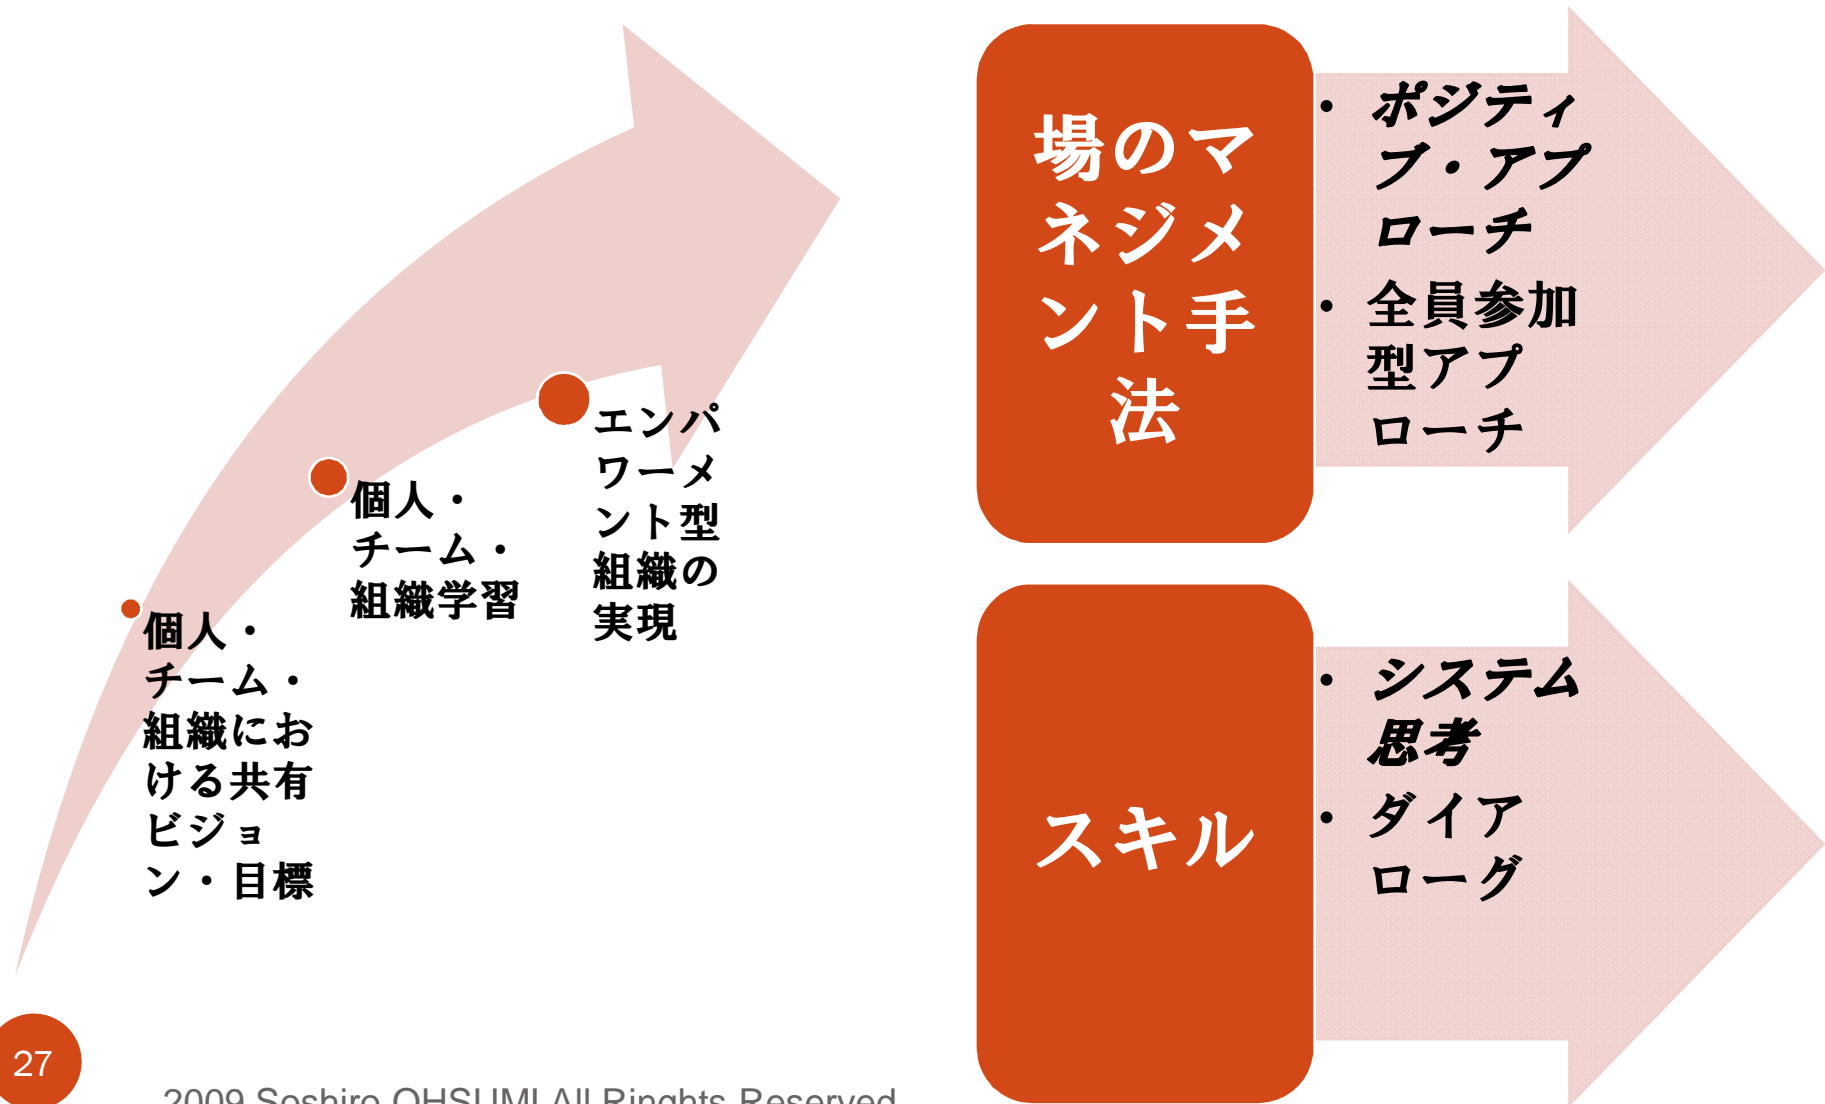 個人・
チーム・
組織にお
ける共有
ビジョ
ン・目標
個人・
チーム・
組織学習
エンパ
ワーメ
ント型
組織の
実現
場のマ
ネジメ
ント手
法
• ポジティ
ブ・アプ
ローチ
• 全員参加
型アプ
ローチ
スキル
• システム
思考
• ダイア
ローグ
27
2009 Soshiro OHSUMI All Ringhts Reserved